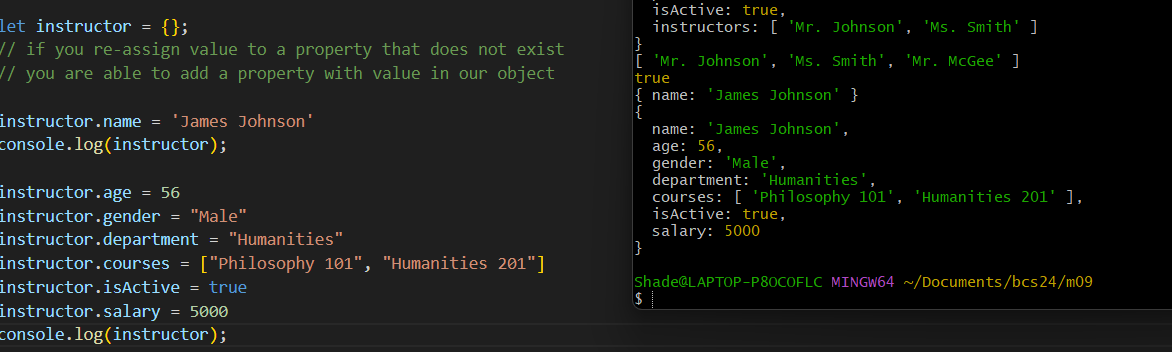 let instructor = {};
// if you re-assign value to a property that does not exist
// you are able to add a property with value in our object
instructor.name = 'James Johnson'
console.log(instructor);
instructor.age = 56
instructor.gender = "Male"
instructor.department = "Humanities"
instructor.courses = ["Philosophy 101", "Humanities 201"]
instructor.isActive = true
instructor.salary = 5000
console.log(instructor);
isActive: true,
instructors: [ 'Mr. Johnson', 'Ms. Smith' ]
}
[ 'Mr. Johnson', 'Ms. Smith', 'Mr. McGee' ]
true
{ name: 'James Johnson' }
{
name: 'James Johnson',
age: 56,
gender: 'Male',
department: 'Humanities',
courses: [ 'Philosophy 101', 'Humanities 201' ],
isActive: true,
salary: 5000
}
Shade@LAPTOP-P8OCOFLC MINGW64 ~/Documents/bcs24/m09
$